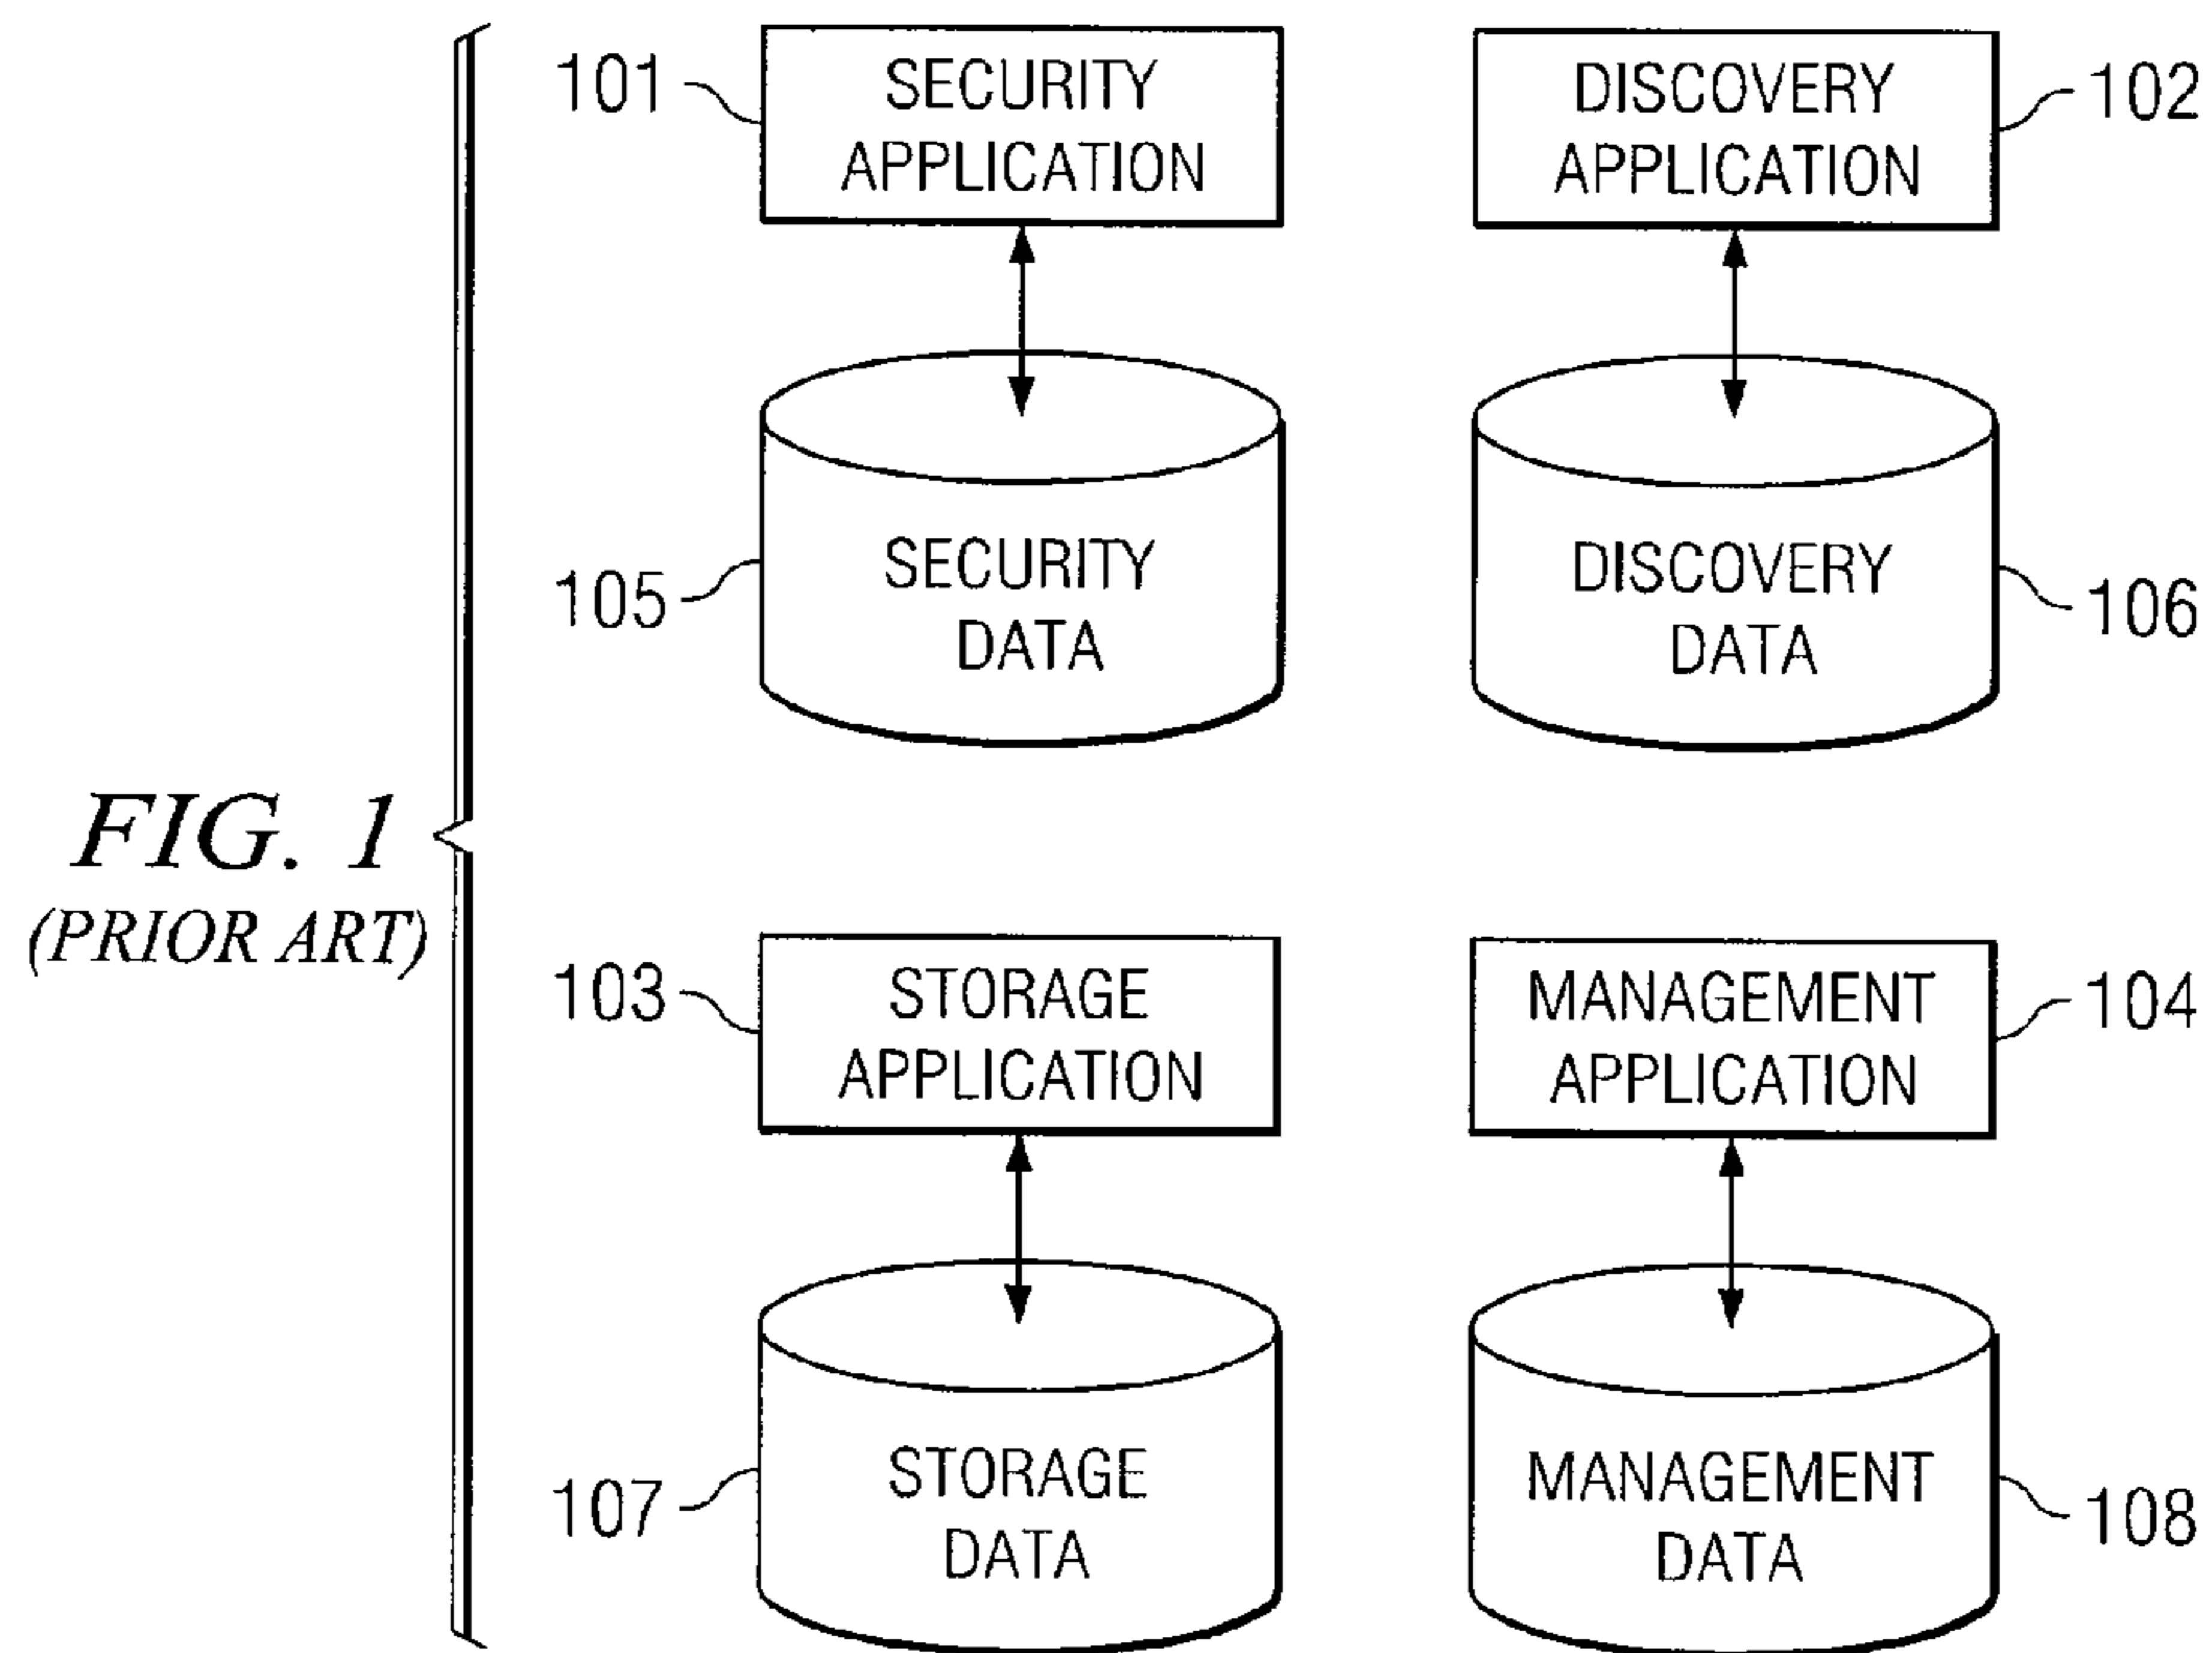 101
SECURITY
APPLICATION
DISCOVERY
APPLICATION
102
105
SECURITY
DATA
DISCOVERY
DATA
106
FIG. 1
(PRIOR ART)
103
STORAGE
APPLICATION
MANAGEMENT
APPLICATION
104
107
STORAGE
DATA
MANAGEMENT
DATA
108